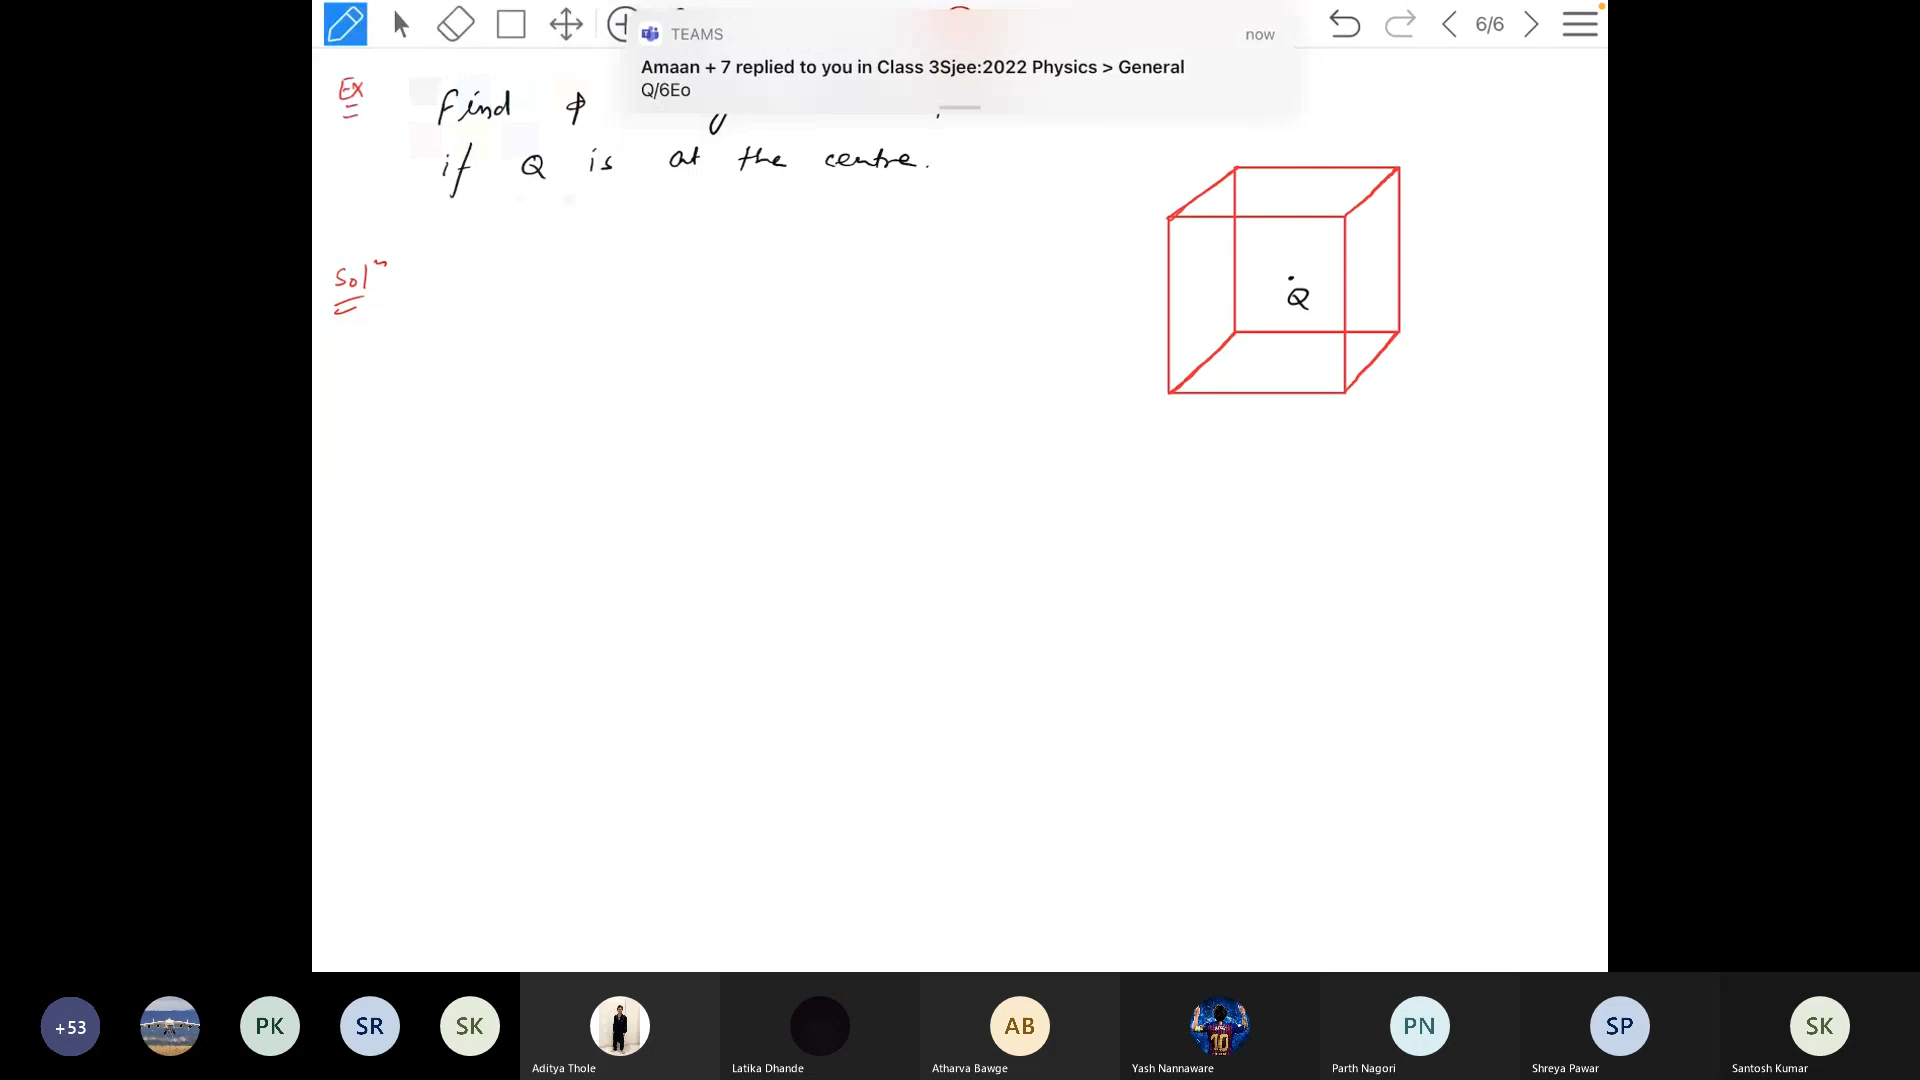 6/6
TEAMS
now
Amaan + 7 replied to you in Class 3Sjee:2022 Physics > General
Q/6Eo
Ex
Find ϕ
if Q is at the centre.
Solⁿ
Q
+53
PK
SR
SK
AB
PN
SP
SK
10
Aditya Thole
Latika Dhande
Atharva Bawge
Yash Nannaware
Parth Nagori
Shreya Pawar
Santosh Kumar